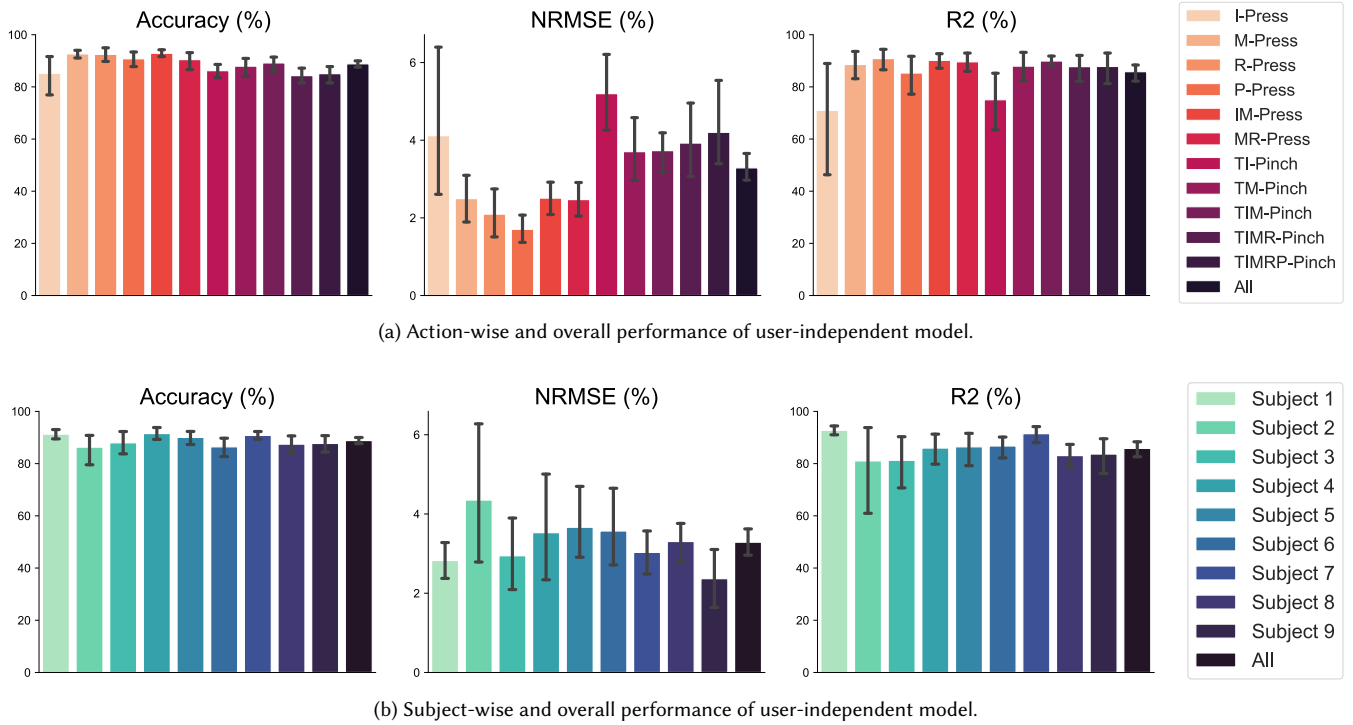 Accuracy (%)
NRMSE (%)
R2 (%)
100
80
60
40
20
0
6
4
2
0
100
80
60
40
20
0
I-Press
M-Press
R-Press
P-Press
IM-Press
MR-Press
TI-Pinch
TM-Pinch
TIM-Pinch
TIMR-Pinch
TIMRP-Pinch
All
(a) Action-wise and overall performance of user-independent model.
Accuracy (%)
NRMSE (%)
R2 (%)
100
80
60
40
20
0
6
4
2
0
100
80
60
40
20
0
Subject 1
Subject 2
Subject 3
Subject 4
Subject 5
Subject 6
Subject 7
Subject 8
Subject 9
All
(b) Subject-wise and overall performance of user-independent model.